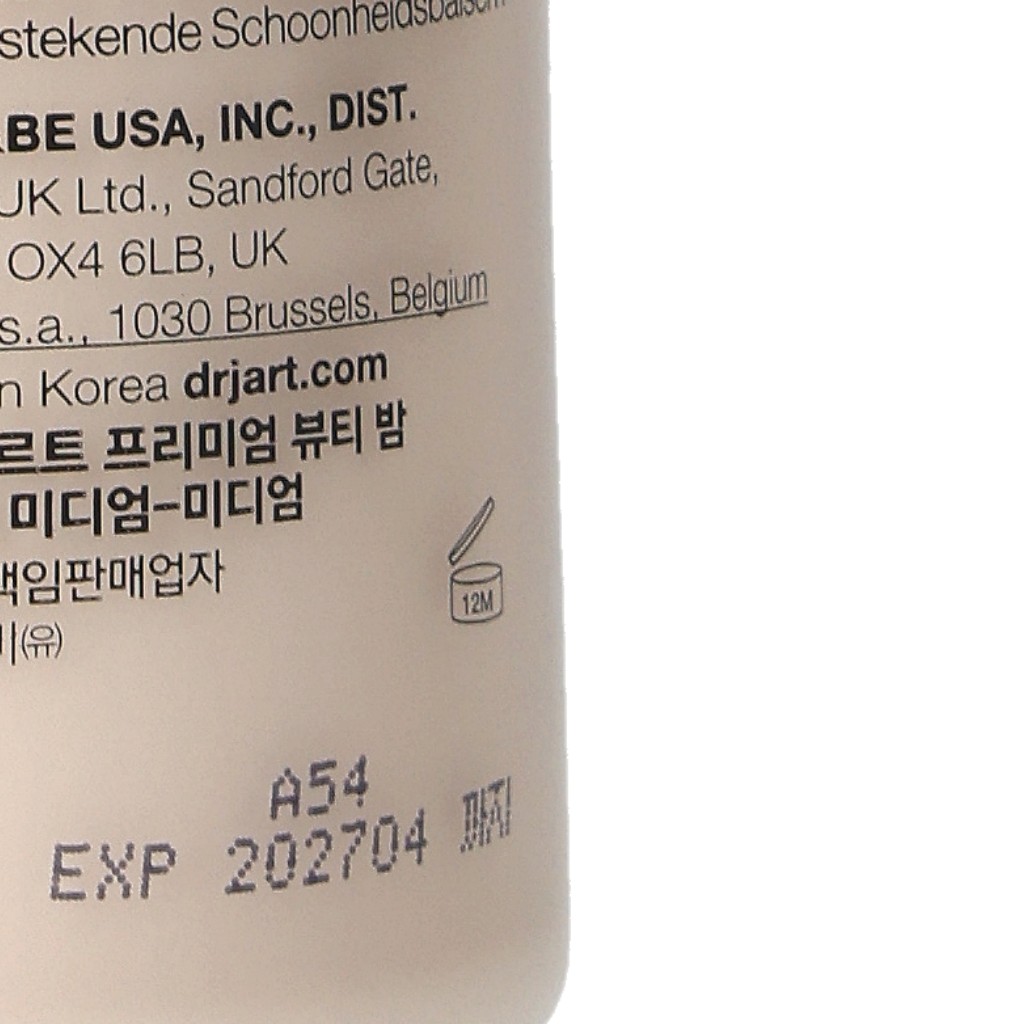 stekende Schoonheidsbalsem
BE USA, INC., DIST.
UK Ltd., Sandford Gate,
OX4 6LB, UK
s.a., 1030 Brussels, Belgium
n Korea drjart.com
르트 프리미엄 뷰티 밤
미디엄-미디엄
책임판매업자
(유)
12M
A54
EXP 202704 까지